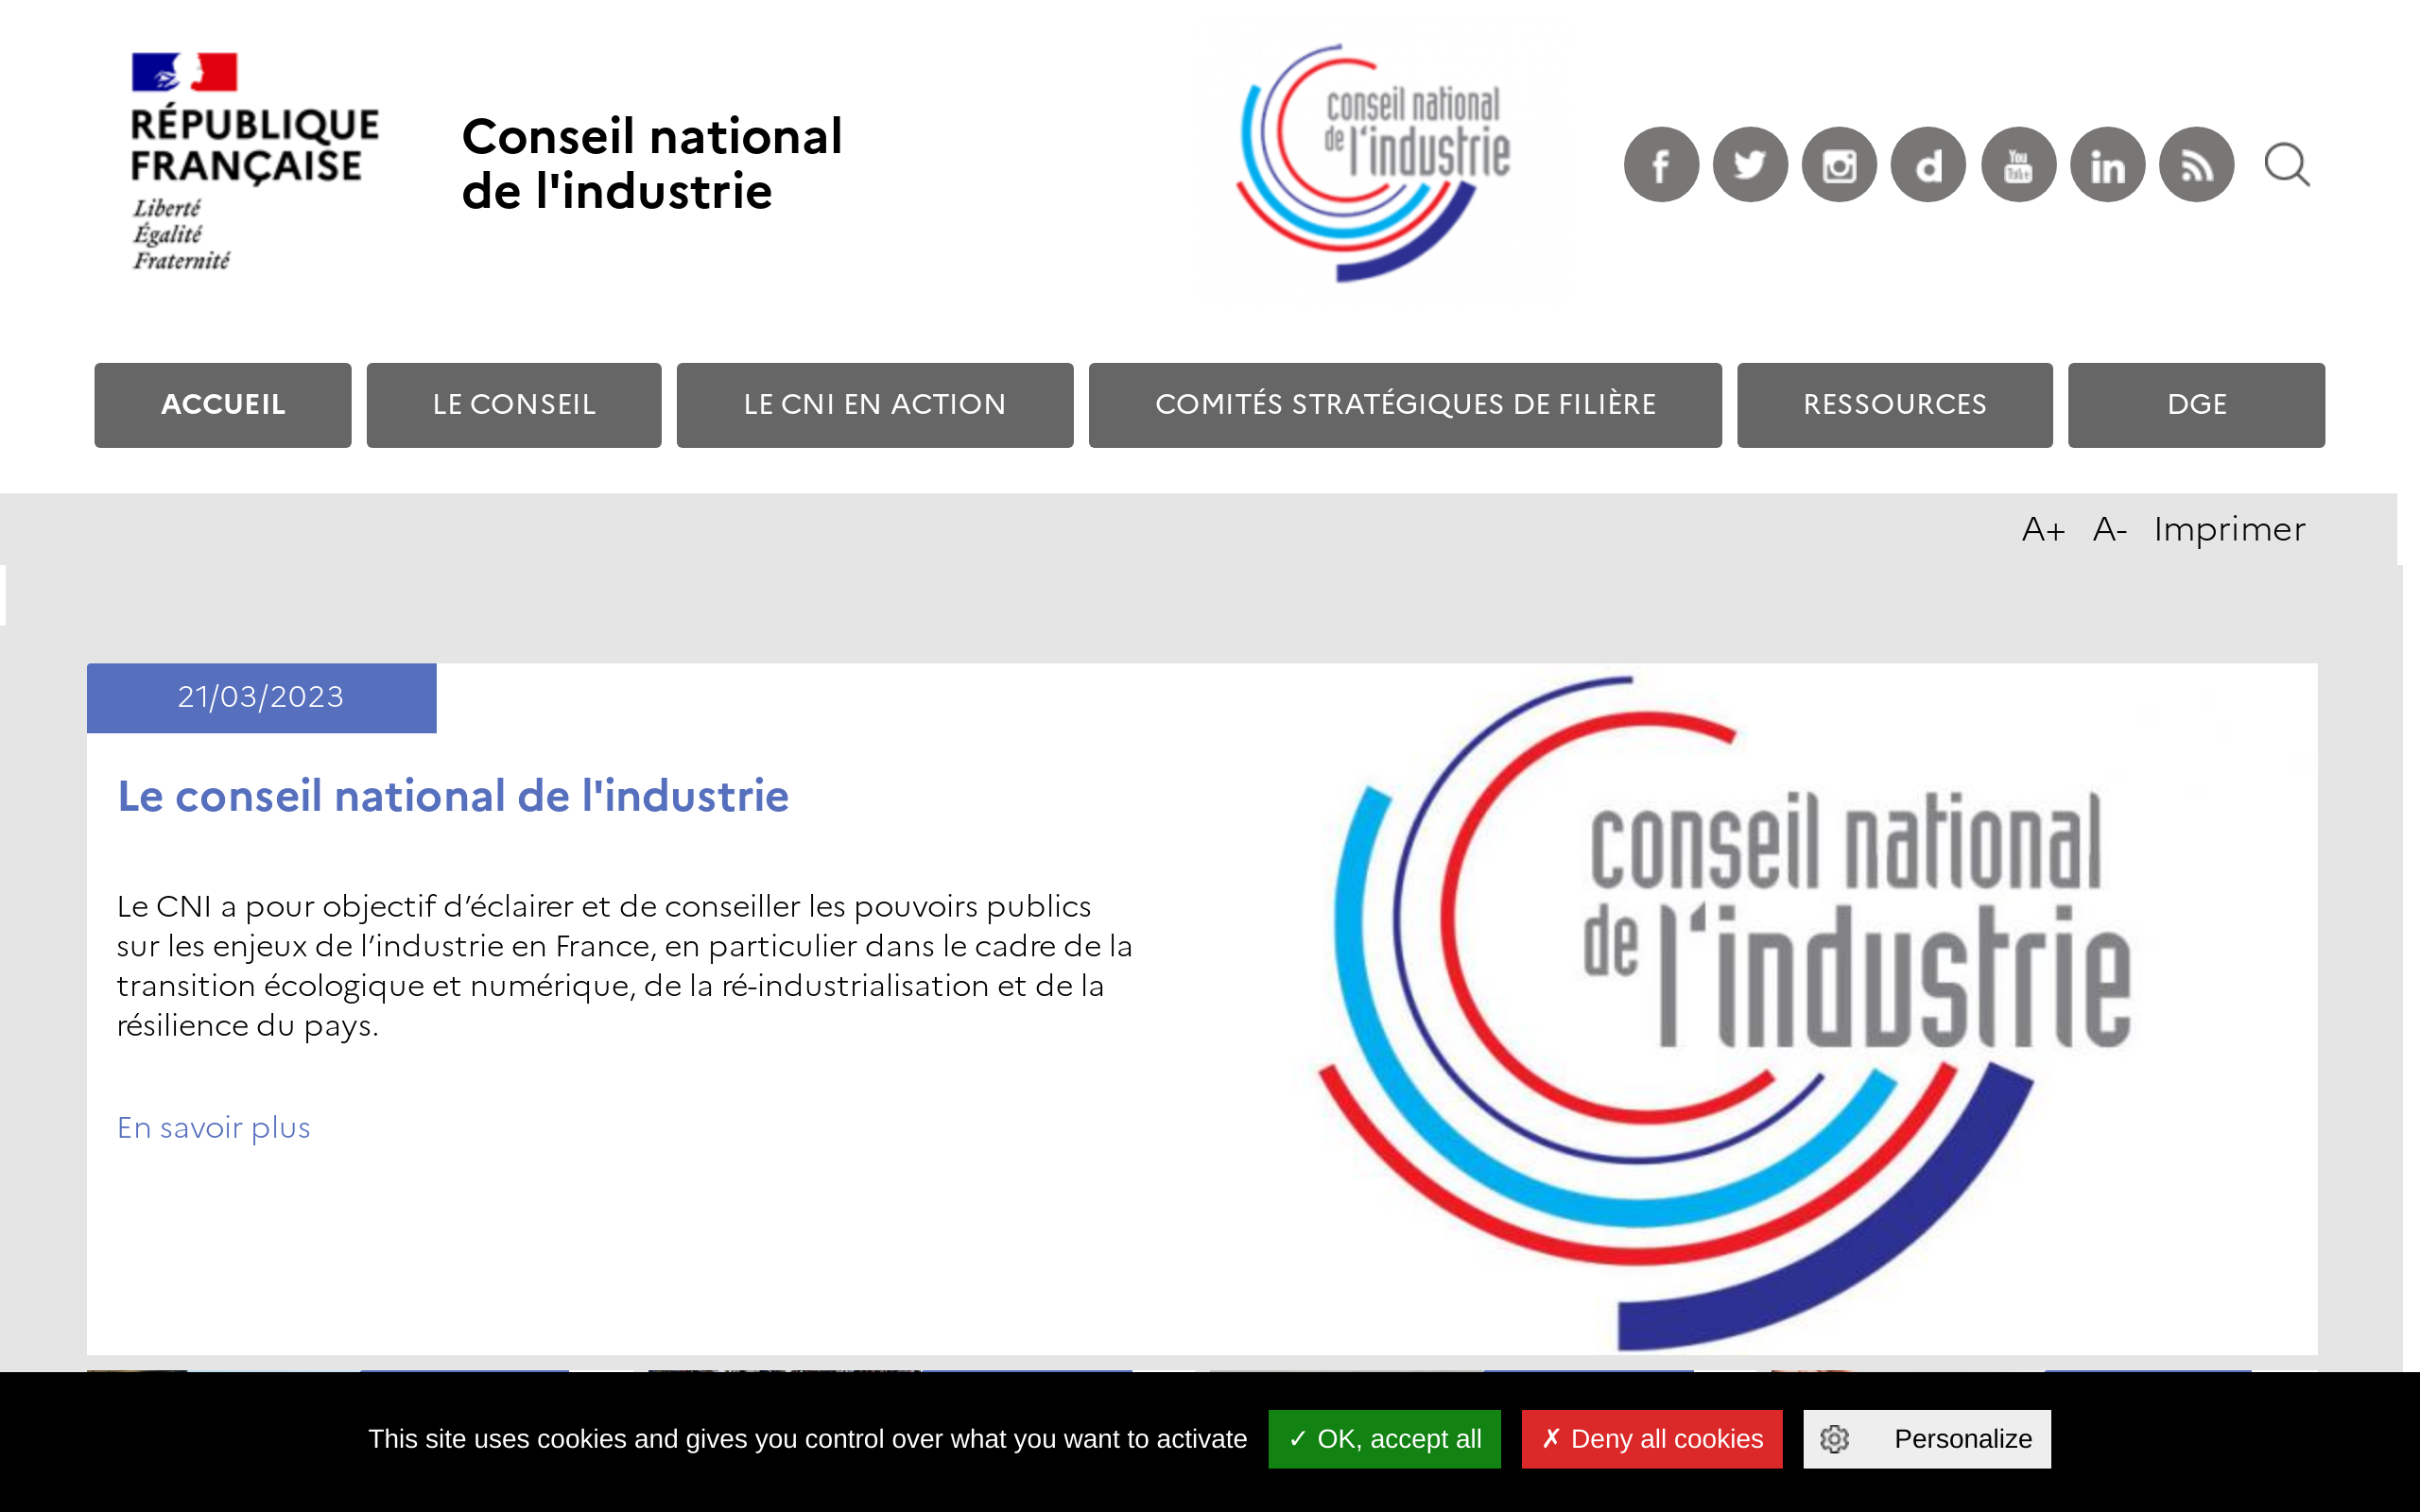 RÉPUBLIQUE
FRANÇAISE
Liberté
Égalité
Fraternité
Conseil national
de l'industrie
conseil national
de l'industrie
You
Tube
ACCUEIL
LE CONSEIL
LE CNI EN ACTION
COMITÉS STRATÉGIQUES DE FILIÈRE
RESSOURCES
DGE
A+ A- Imprimer
21/03/2023
Le conseil national de l'industrie
Le CNI a pour objectif d’éclairer et de conseiller les pouvoirs publics
sur les enjeux de l’industrie en France, en particulier dans le cadre de la
transition écologique et numérique, de la ré-industrialisation et de la
résilience du pays.
En savoir plus
conseil national
de l'industrie
This site uses cookies and gives you control over what you want to activate
✓ OK, accept all
✗ Deny all cookies
Personalize